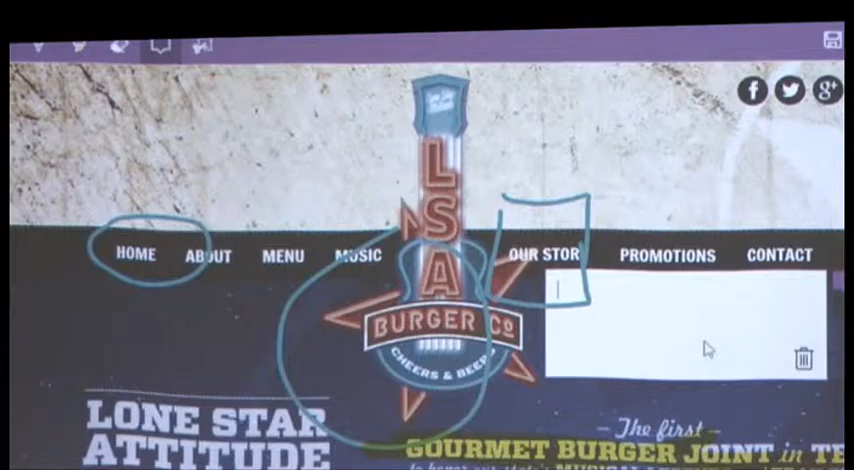 LSA
HOME ABOUT MENU MUSIC OUR STOR PROMOTIONS CONTACT
BURGER Co
CHEERS & BEERS
LONE STAR
ATTITUDE
– The first –
GOURMET BURGER JOINT in TE